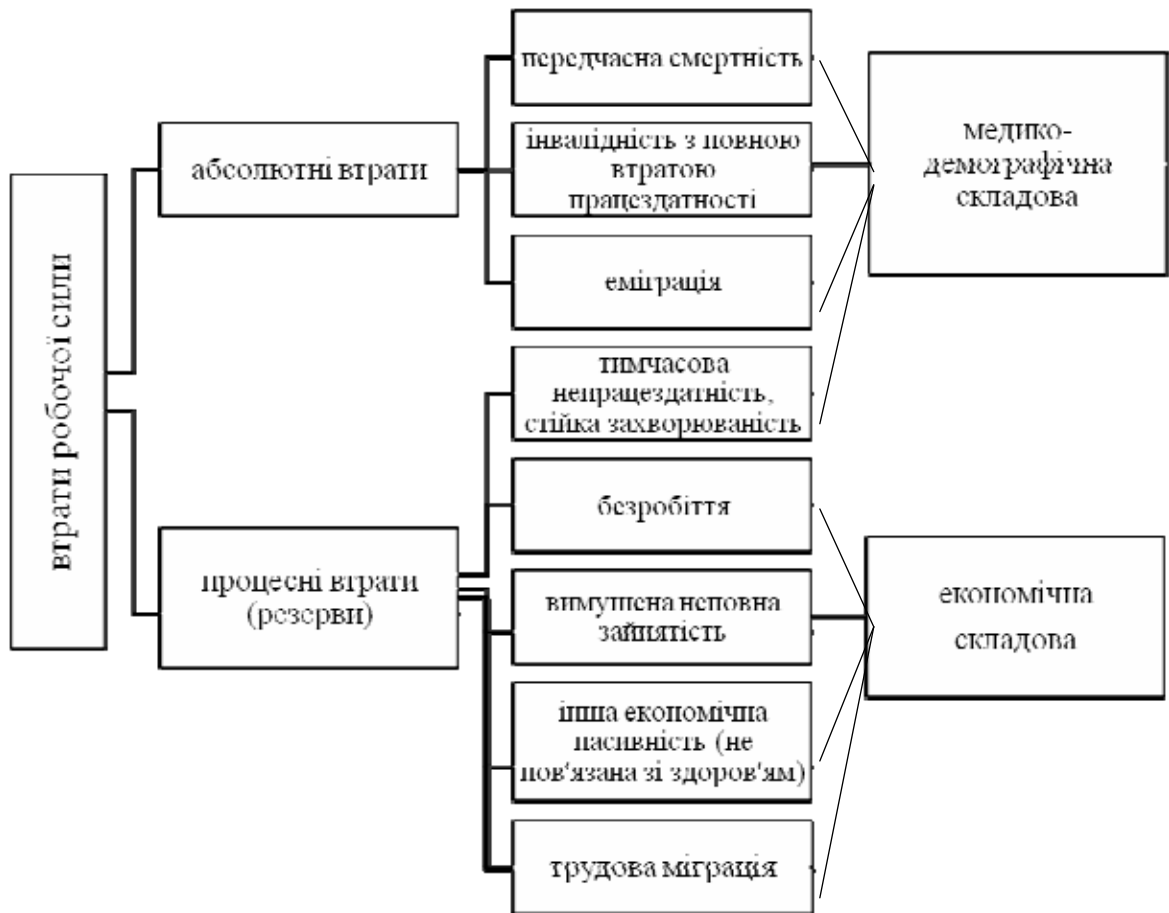 втрати робочої сили
абсолютні втрати
процесні втрати
(резерви)
передчасна смертність
інвалідність з повною
втратою
працездатності
еміграція
тимчасова
непрацездатність,
стійка захворюваність
безробіття
вимушена неповна
зайнятість
інша економічна
пасивність (не
пов'язана зі здоров'ям)
трудова міграція
медико-
демографічна
складова
економічна
складова